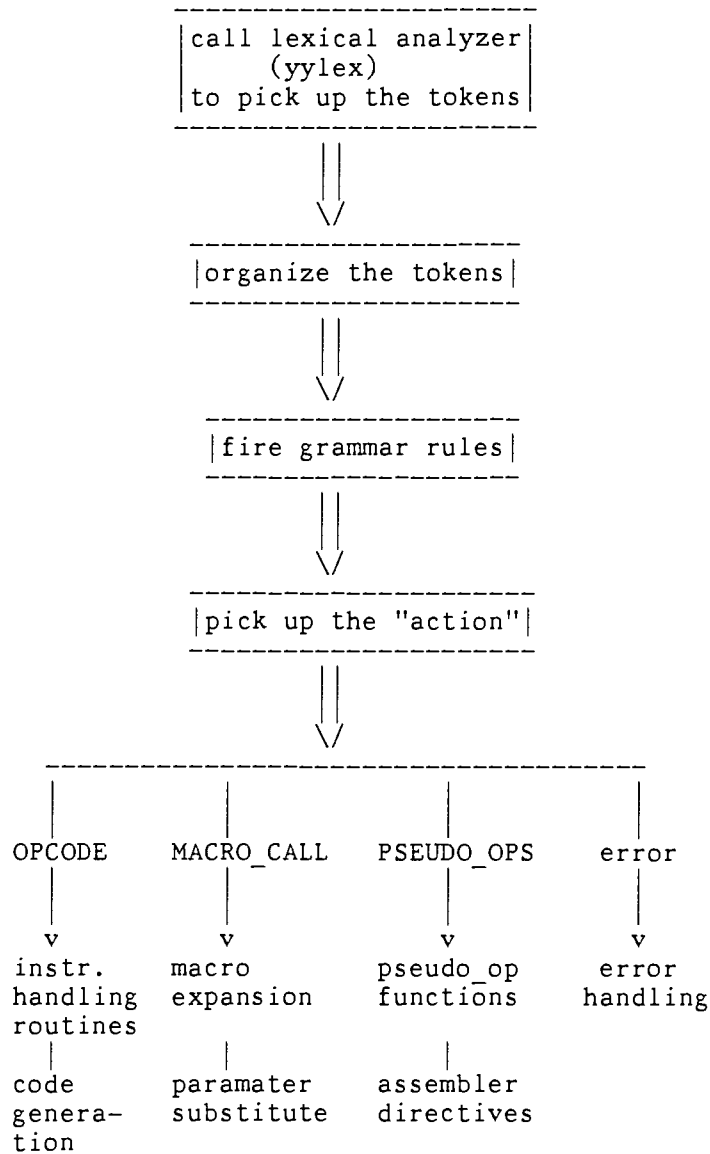 call lexical analyzer
(yylex)
to pick up the tokens
organize the tokens
fire grammar rules
pick up the "action"
OPCODE MACRO_CALL PSEUDO_OPS error
v v v v
instr. macro pseudo_op error
handling expansion functions handling
routines
code paramater assembler
genera- substitute directives
tion